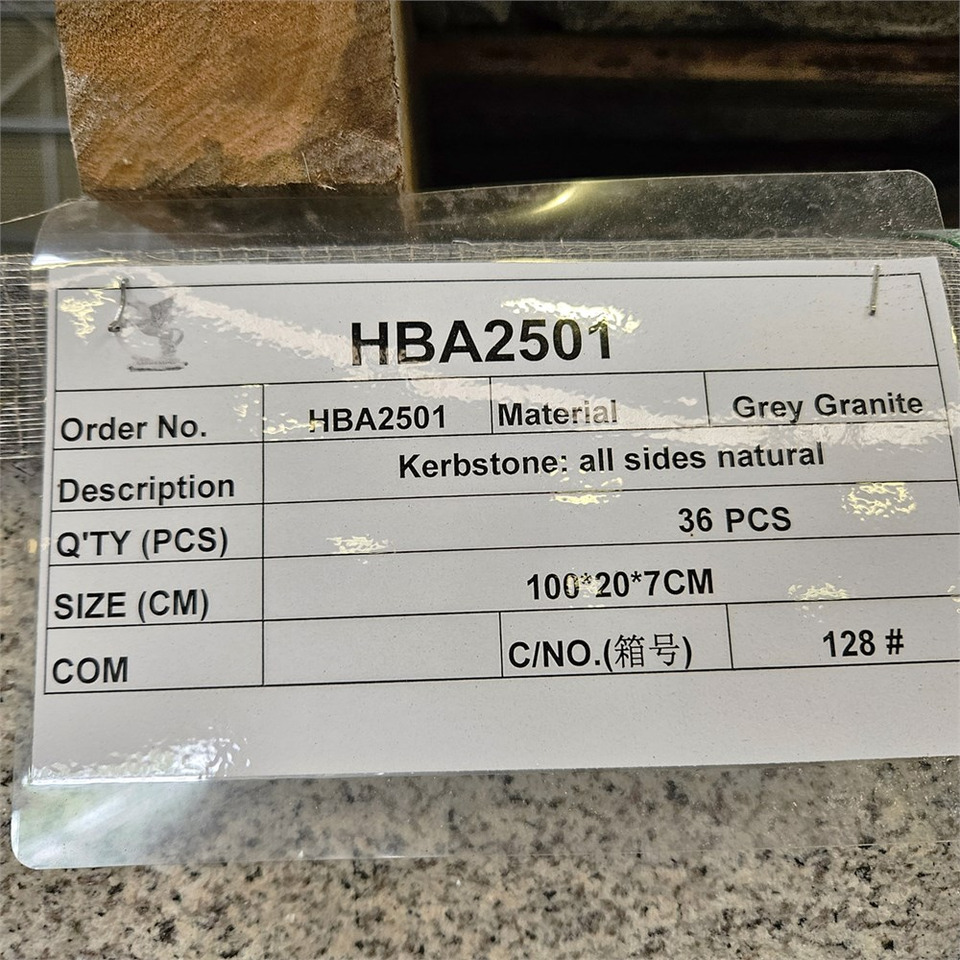 HBA2501
Order No. HBA2501 Material Grey Granite
Description Kerbstone: all sides natural
Q'TY (PCS) 36 PCS
SIZE (CM) 100*20*7CM
COM C/NO.(箱号) 128 #